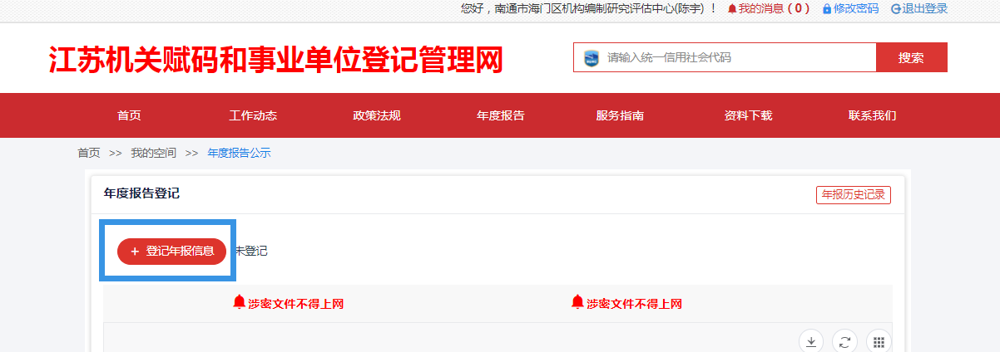 您好，南通市海门区机构编制研究评估中心(陈宇) ！ 我的消息 ( 0 ) 修改密码 退出登录
江苏机关赋码和事业单位登记管理网
请输入统一信用社会代码 搜索
首页 工作动态 政策法规 年度报告 服务指南 资料下载 联系我们
首页 >> 我的空间 >> 年度报告公示
年度报告登记 年报历史记录
+ 登记年报信息 未登记
涉密文件不得上网 涉密文件不得上网